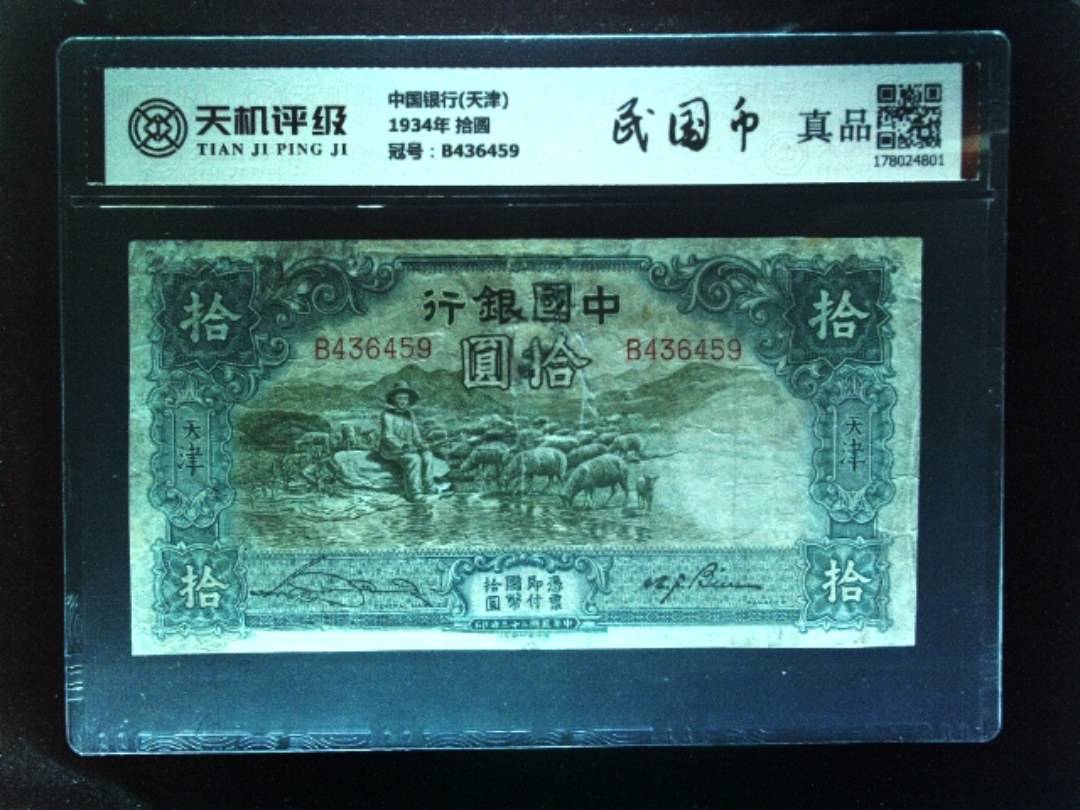 天机评级
TIAN JI PING JI
中国银行(天津)
1934年 拾圆
冠号：B436459
民国币
真品
178024801
拾
行銀國中
拾
B436459
圓拾
B436459
天津
天津
拾
憑票
即付
國幣
拾圓
拾